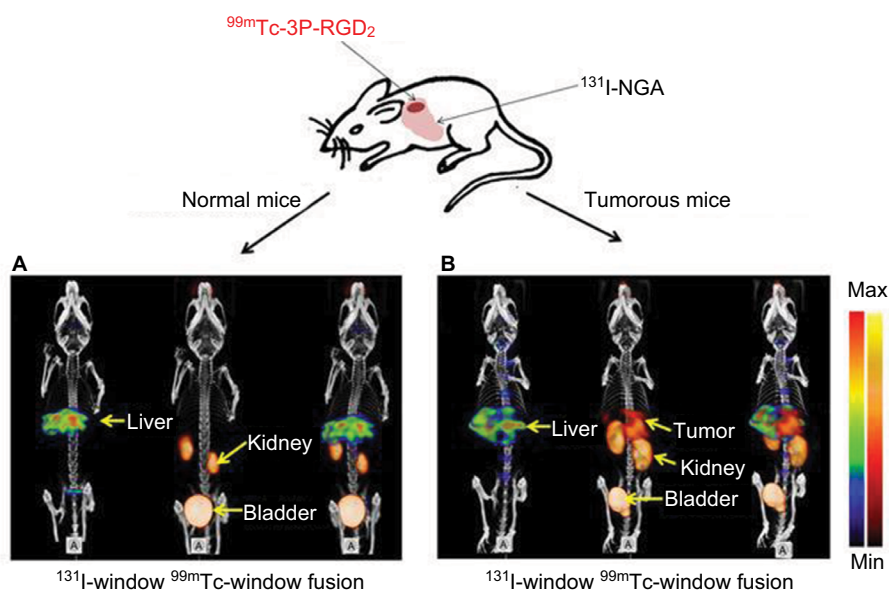 ⁹⁹ᵐTc-3P-RGD₂
¹³¹I-NGA
Normal mice
Tumorous mice
A
Liver
Kidney
Bladder
A
A
A
¹³¹I-window ⁹⁹ᵐTc-window fusion
B
Liver
Tumor
Kidney
Bladder
A
A
A
¹³¹I-window ⁹⁹ᵐTc-window fusion
Max
Min